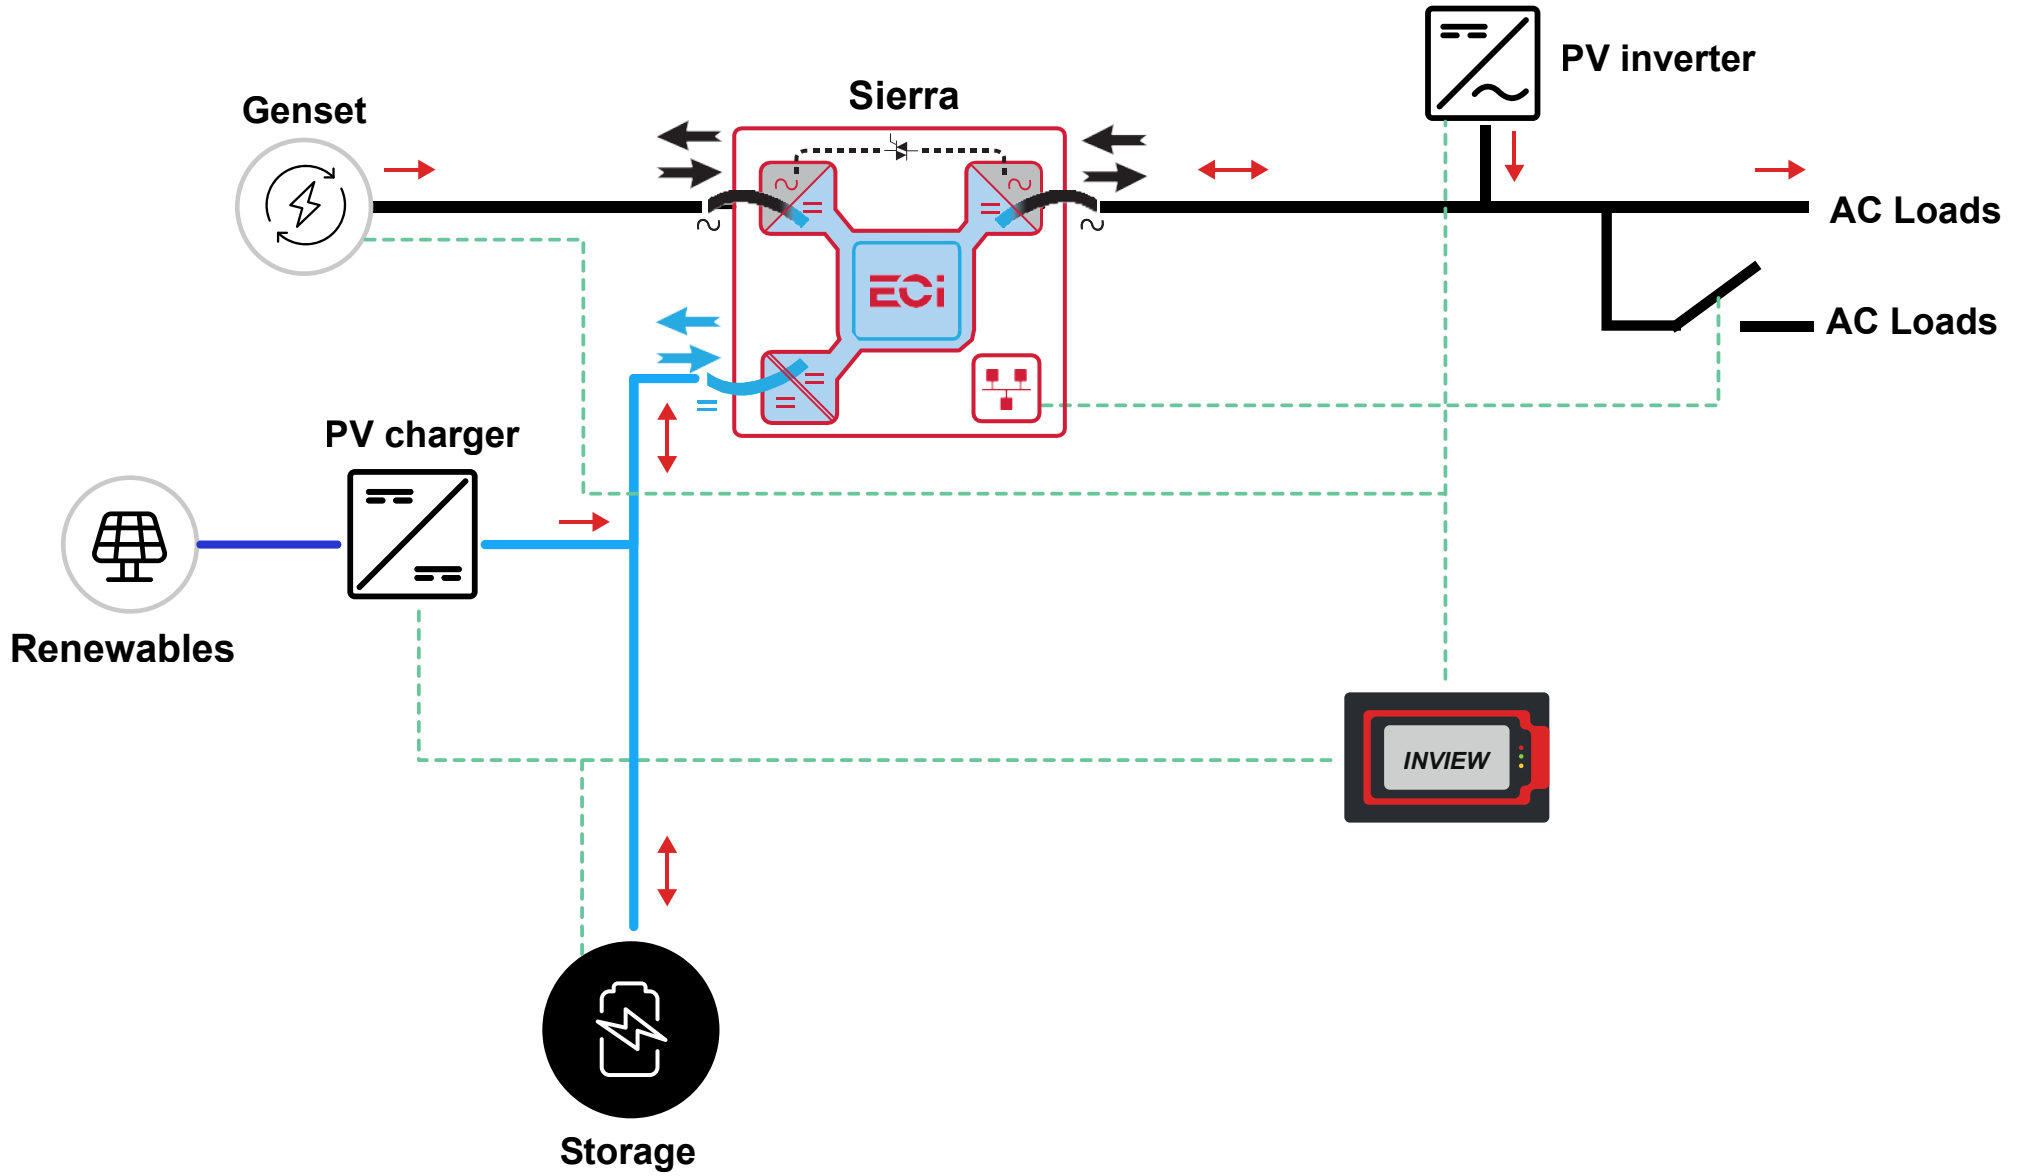 PV inverter
Sierra
Genset
AC Loads
ECi
AC Loads
PV charger
Renewables
INVIEW
Storage